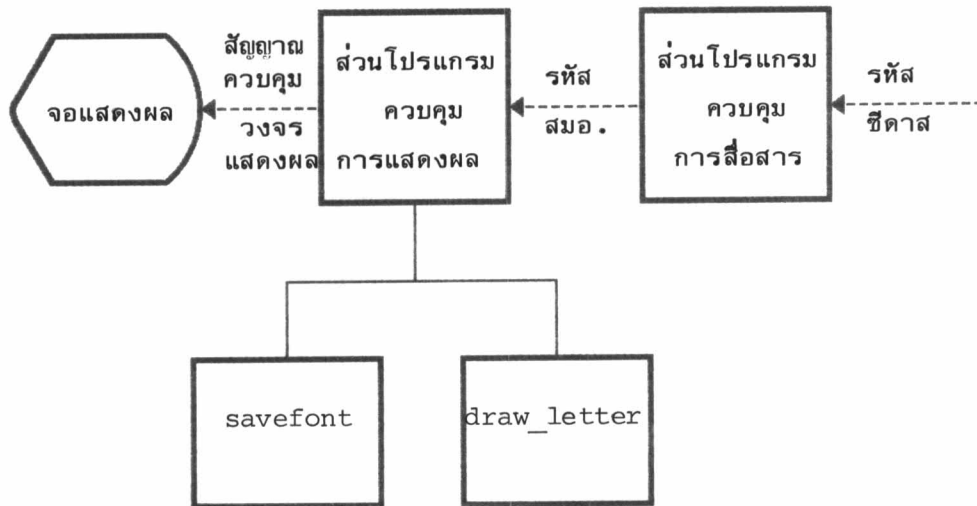 จอแสดงผล
สัญญาณ
ควบคุม
วงจร
แสดงผล
ส่วนโปรแกรม
ควบคุม
การแสดงผล
รหัส
สมอ.
ส่วนโปรแกรม
ควบคุม
การสื่อสาร
รหัส
ซีดาส
savefont
draw_letter